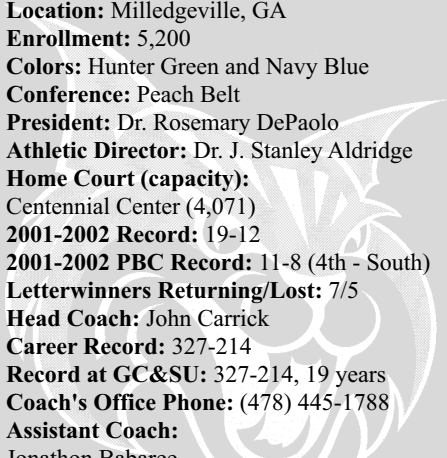 Location: Milledgeville, GA
Enrollment: 5,200
Colors: Hunter Green and Navy Blue
Conference: Peach Belt
President: Dr. Rosemary DePaolo
Athletic Director: Dr. J. Stanley Aldridge
Home Court (capacity):
Centennial Center (4,071)
2001-2002 Record: 19-12
2001-2002 PBC Record: 11-8 (4th - South)
Letterwinners Returning/Lost: 7/5
Head Coach: John Carrick
Career Record: 327-214
Record at GC&SU: 327-214, 19 years
Coach's Office Phone: (478) 445-1788
Assistant Coach:
Jonathon